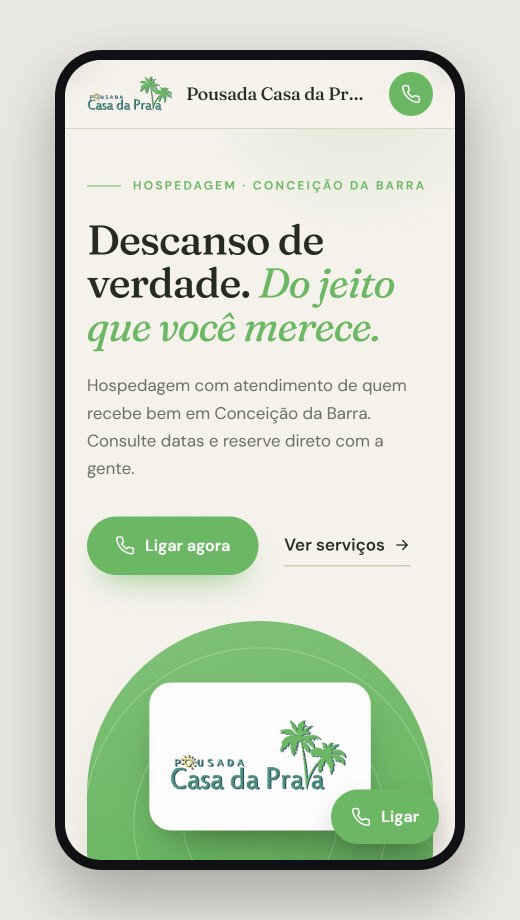 POUSADA
Casa da Praia
Pousada Casa da Pr...
HOSPEDAGEM · CONCEIÇÃO DA BARRA
Descanso de
verdade. Do jeito
que você merece.
Hospedagem com atendimento de quem
recebe bem em Conceição da Barra.
Consulte datas e reserve direto com a
gente.
Ligar agora
Ver serviços →
POUSADA
Casa da Praia
Ligar